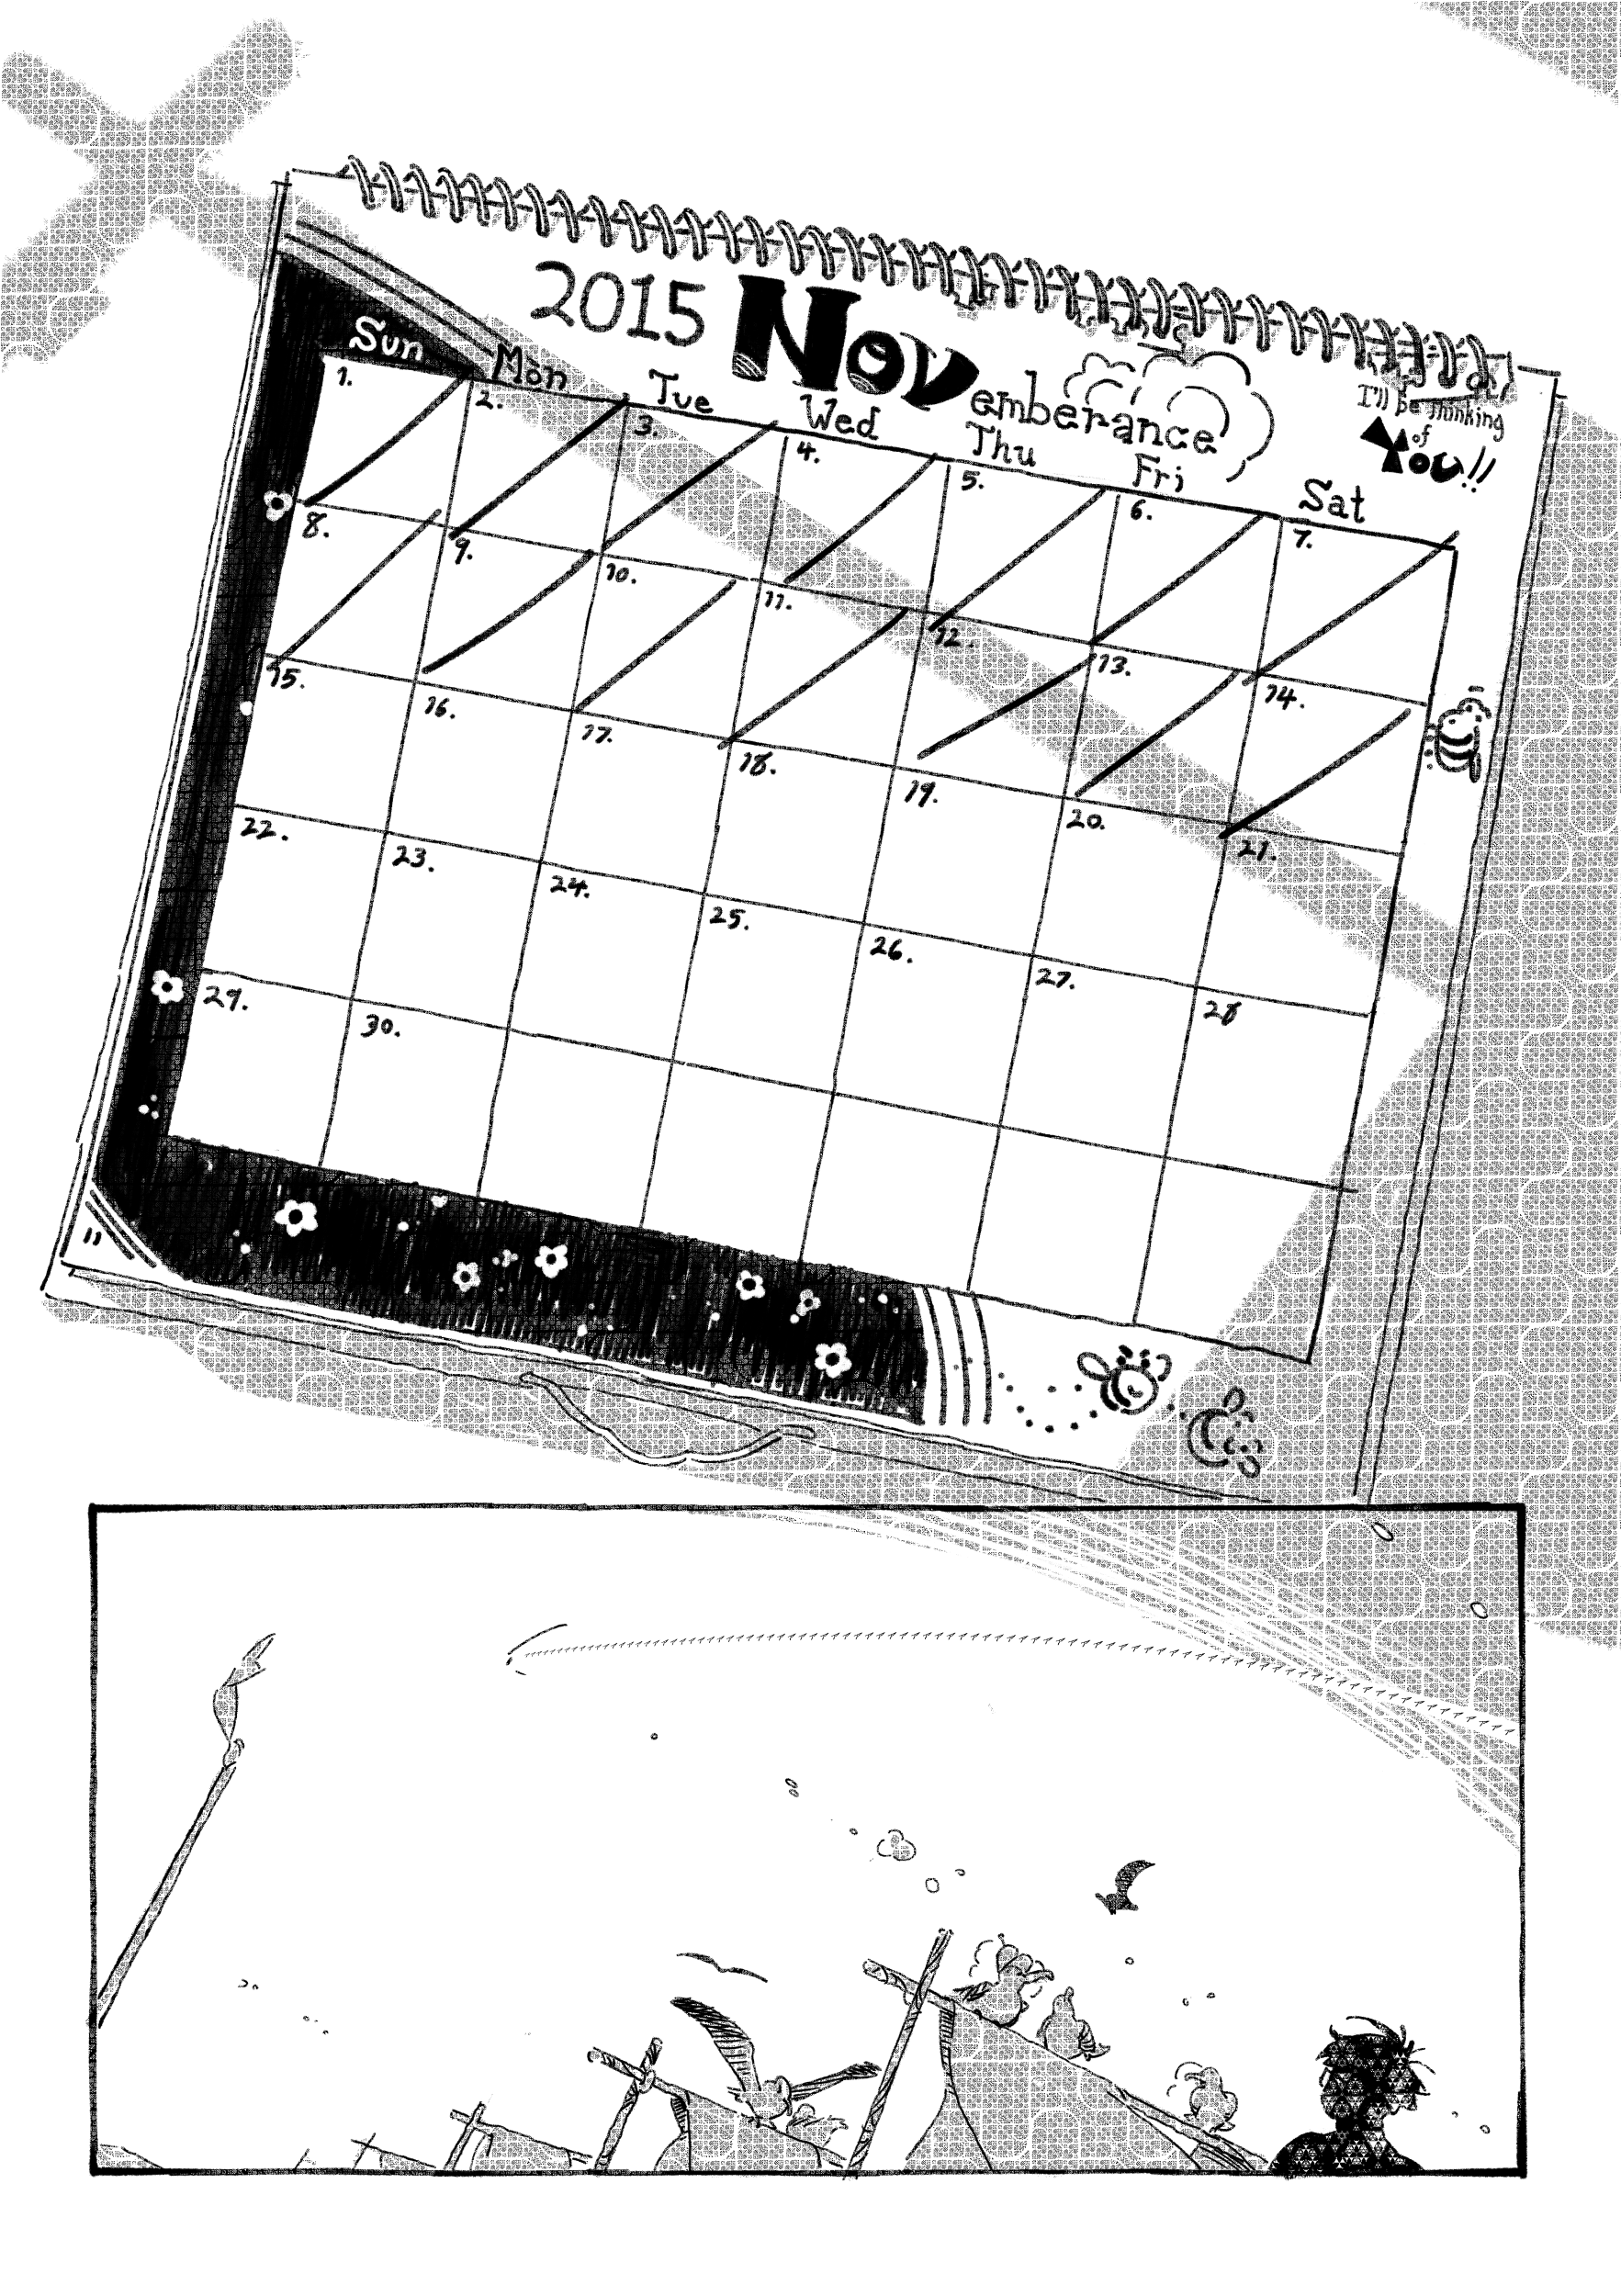 2015 November​ance
I'll be Thinking
of
You!!
Sun Mon Tue Wed Thu Fri Sat
1. 2. 3. 4. 5. 6. 7.
8. 9. 10. 11. 12. 13. 14.
15. 16. 17. 18. 19. 20. 21.
22. 23. 24. 25. 26. 27. 28
29. 30.
11